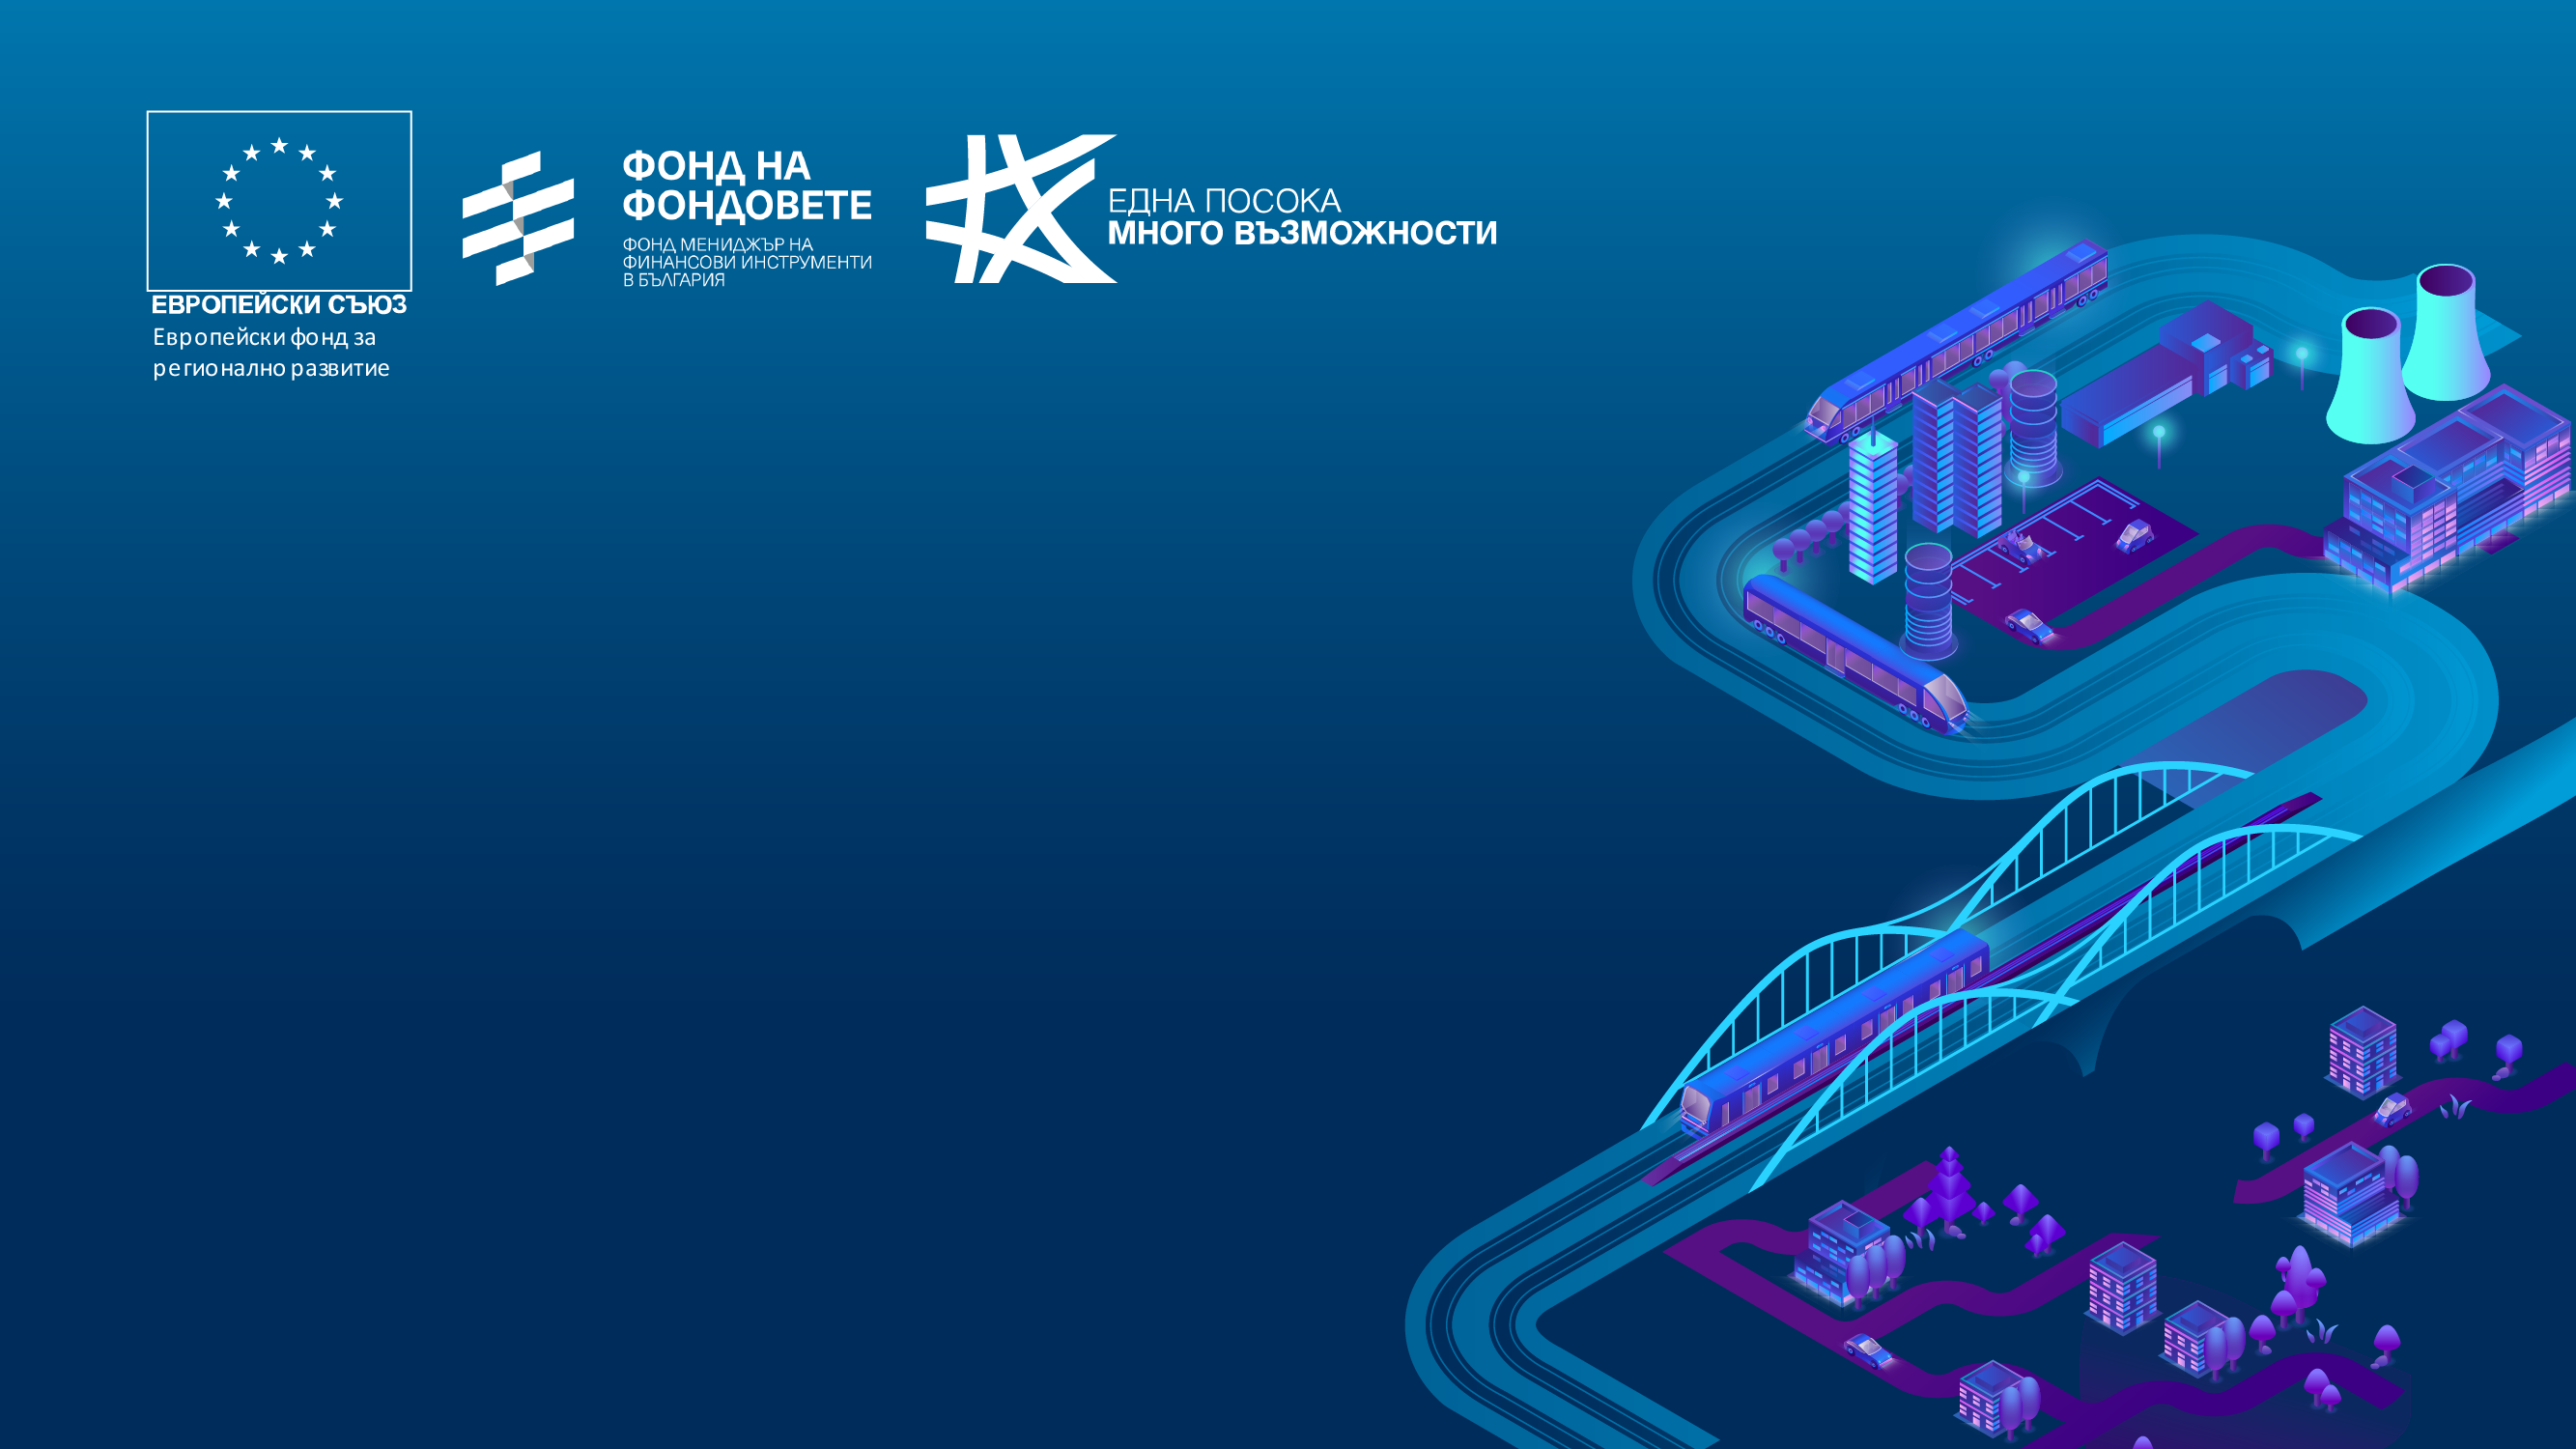 ЕВРОПЕЙСКИ СЪЮЗ
Европейски фонд за
регионално развитие
ФОНД НА
ФОНДОВЕТЕ
ФОНД МЕНИДЖЪР НА
ФИНАНСОВИ ИНСТРУМЕНТИ
В БЪЛГАРИЯ
ЕДНА ПОСОКА
МНОГО ВЪЗМОЖНОСТИ